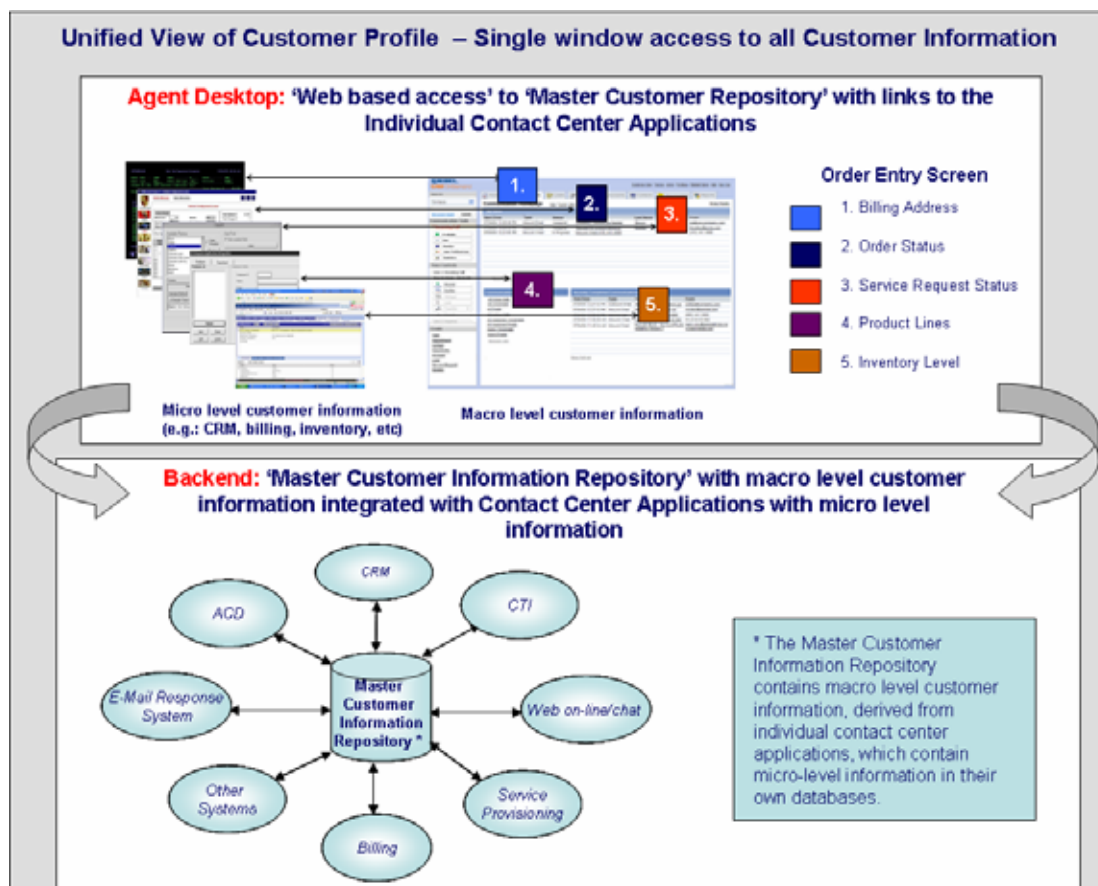 Unified View of Customer Profile – Single window access to all Customer Information
Agent Desktop: ‘Web based access’ to ‘Master Customer Repository’ with links to the
Individual Contact Center Applications
1.
2.
3.
4.
5.
Order Entry Screen
1. Billing Address
2. Order Status
3. Service Request Status
4. Product Lines
5. Inventory Level
Micro level customer information
(e.g.: CRM, billing, inventory, etc)
Macro level customer information
Backend: ‘Master Customer Information Repository’ with macro level customer
information integrated with Contact Center Applications with micro level
information
CRM
ACD
CTI
E-Mail Response
System
Master
Customer
Information
Repository *
Web on-line/chat
Other
Systems
Service
Provisioning
Billing
* The Master Customer
Information Repository
contains macro level customer
information, derived from
individual contact center
applications, which contain
micro-level information in their
own databases.